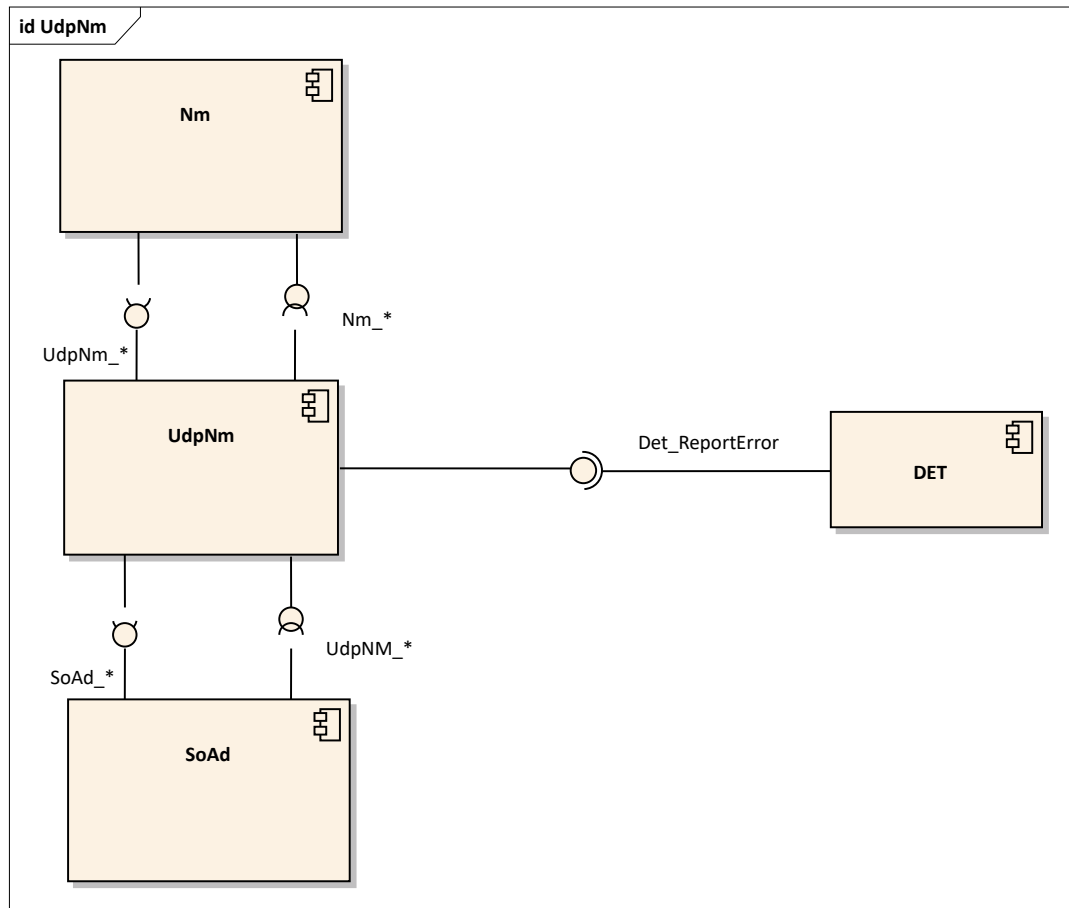 id UdpNm
Nm
Nm_*
UdpNm_*
UdpNm
Det_ReportError
DET
UdpNM_*
SoAd_*
SoAd